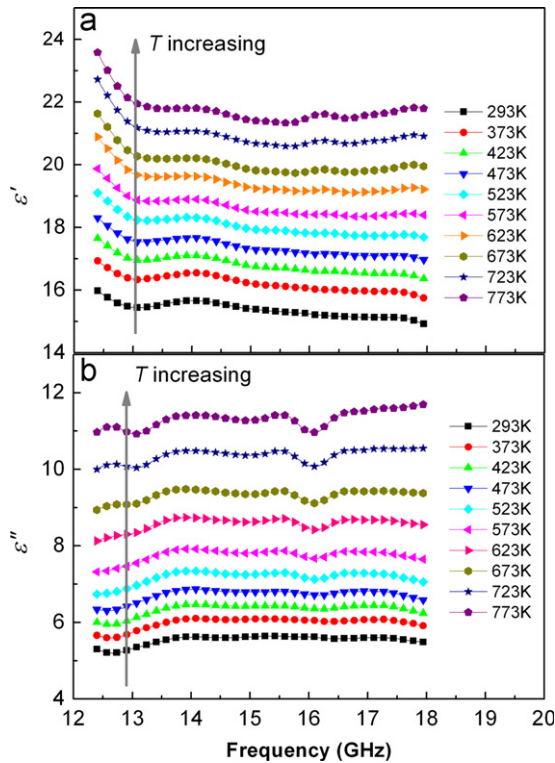 a
T increasing
24
22
20
18
16
14
ε′
293K
373K
423K
473K
523K
573K
623K
673K
723K
773K
b
T increasing
12
10
8
6
4
ε″
293K
373K
423K
473K
523K
573K
623K
673K
723K
773K
12 13 14 15 16 17 18 19 20
Frequency (GHz)